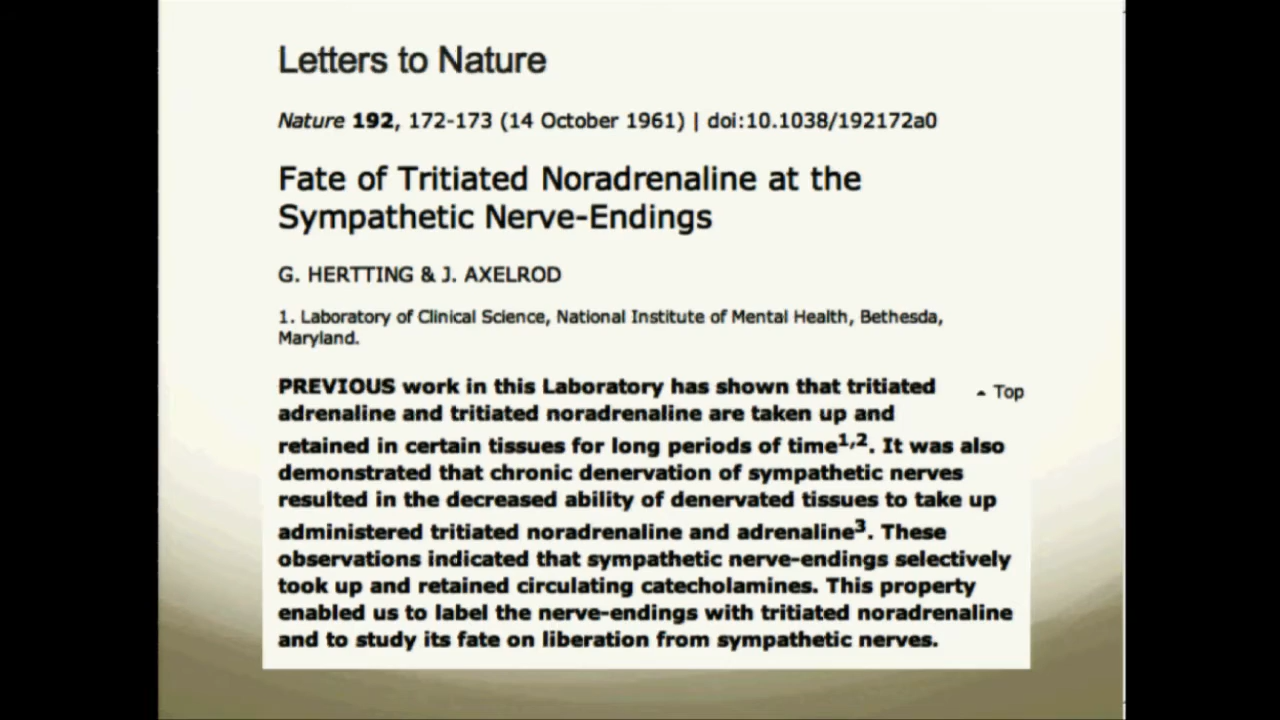 Letters to Nature
Nature 192, 172-173 (14 October 1961) | doi:10.1038/192172a0
Fate of Tritiated Noradrenaline at the
Sympathetic Nerve-Endings
G. HERTTING & J. AXELROD
1. Laboratory of Clinical Science, National Institute of Mental Health, Bethesda,
Maryland.
PREVIOUS work in this Laboratory has shown that tritiated
▲ Top
adrenaline and tritiated noradrenaline are taken up and
retained in certain tissues for long periods of time1,2. It was also
demonstrated that chronic denervation of sympathetic nerves
resulted in the decreased ability of denervated tissues to take up
administered tritiated noradrenaline and adrenaline3. These
observations indicated that sympathetic nerve-endings selectively
took up and retained circulating catecholamines. This property
enabled us to label the nerve-endings with tritiated noradrenaline
and to study its fate on liberation from sympathetic nerves.